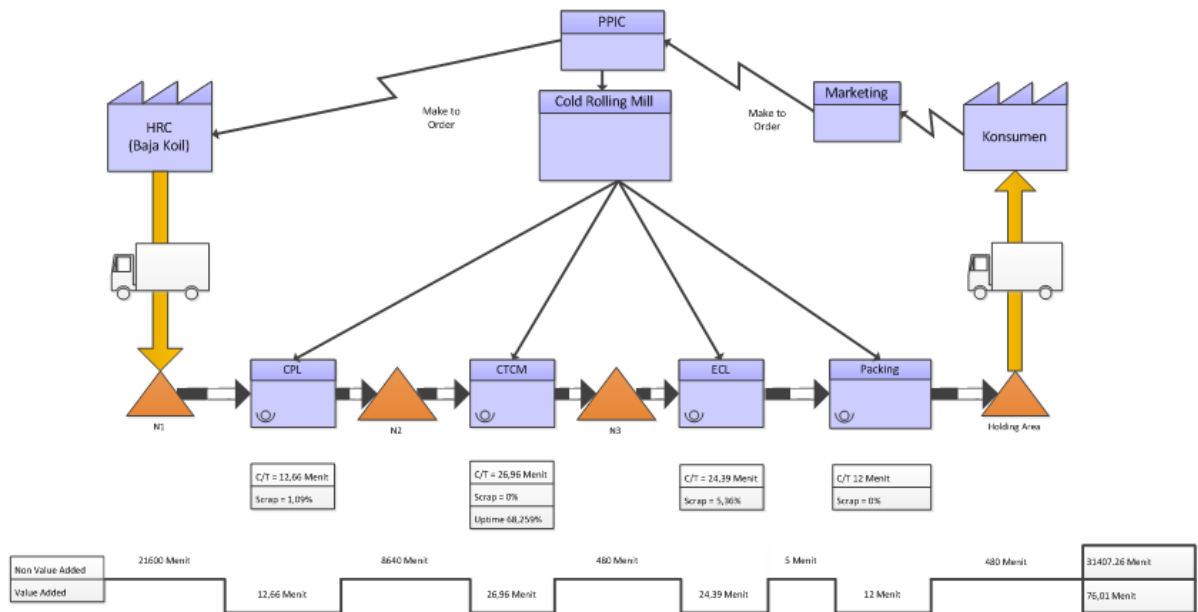 PPIC
Cold Rolling Mill
Marketing
HRC
(Baja Koil)
Make to
Order
Make to
Order
Konsumen
CPL
CTCM
ECL
Packing
N1
N2
N3
Holding Area
C/T = 12,66 Menit
Scrap = 1,09%
C/T = 26,96 Menit
Scrap = 0%
Uptime 68,259%
C/T = 24,39 Menit
Scrap = 5,36%
C/T 12 Menit
Scrap = 0%
Non Value Added
21600 Menit
8640 Menit
480 Menit
5 Menit
480 Menit
31407.26 Menit
Value Added
12,66 Menit
26,96 Menit
24,39 Menit
12 Menit
76,01 Menit